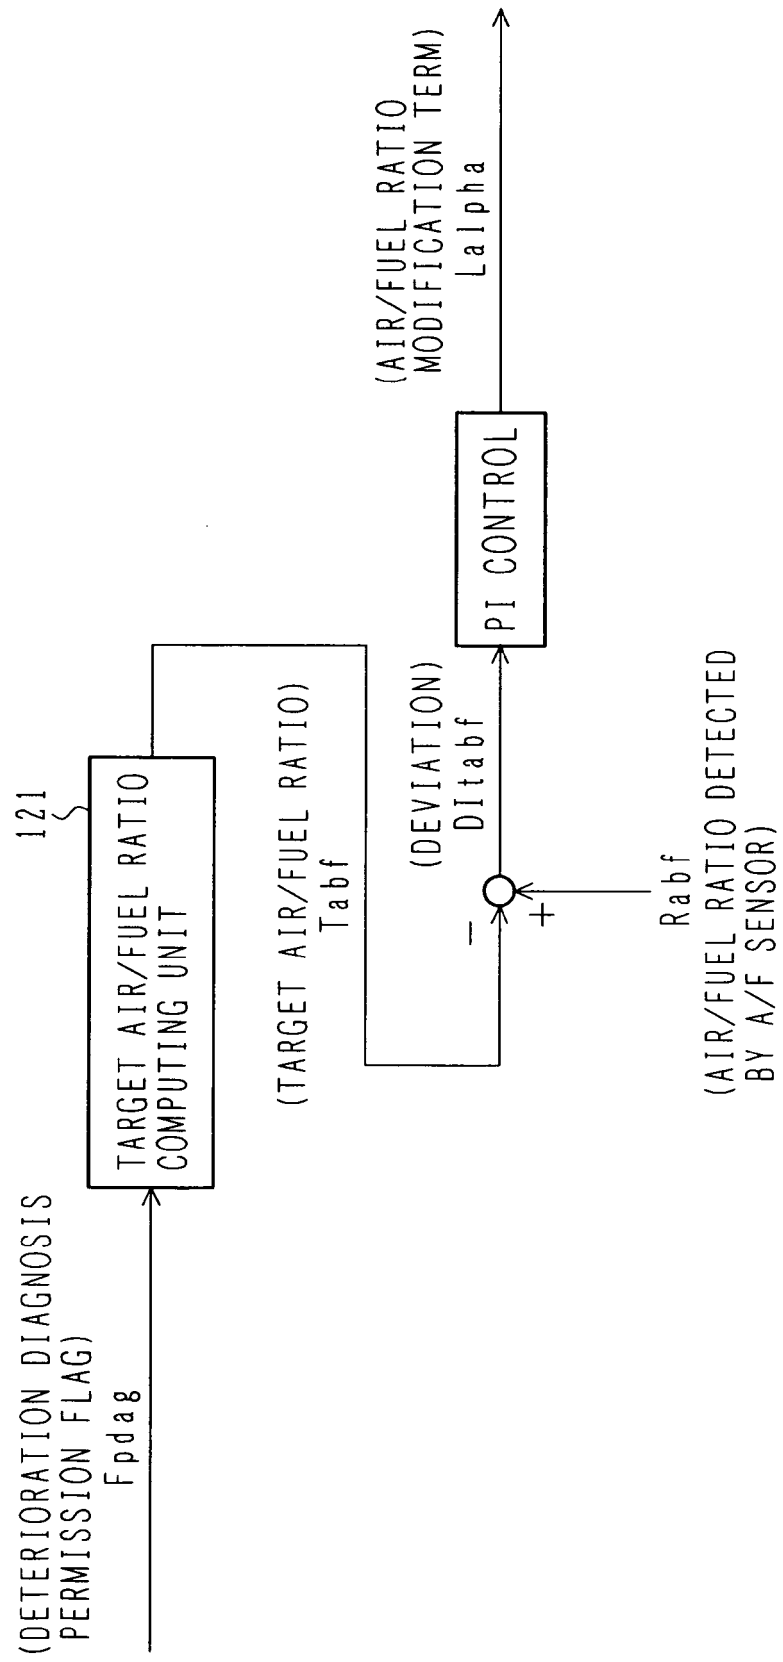 (DETERIORATION DIAGNOSIS
PERMISSION FLAG)
Fpdag
121
TARGET AIR/FUEL RATIO
COMPUTING UNIT
(TARGET AIR/FUEL RATIO)
Tabf
-
+
Rabf
(AIR/FUEL RATIO DETECTED
BY A/F SENSOR)
(DEVIATION)
DItabf
PI CONTROL
(AIR/FUEL RATIO
MODIFICATION TERM)
Lalpha